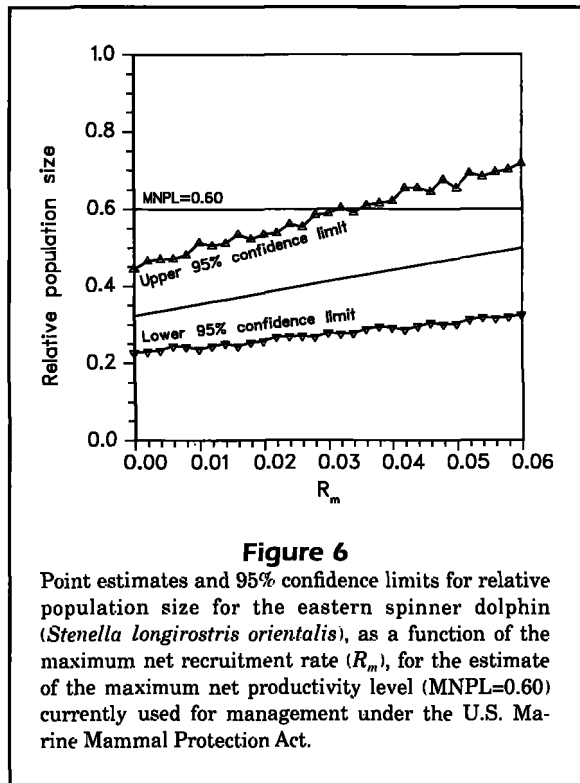 1.0
0.8
MNPL=0.60
0.6
Upper 95% confidence limit
0.4
Lower 95% confidence limit
0.2
0.0
Relative population size
0.00 0.01 0.02 0.03 0.04 0.05 0.06
Rm
Figure 6
Point estimates and 95% confidence limits for relative
population size for the eastern spinner dolphin
(Stenella longirostris orientalis), as a function of the
maximum net recruitment rate (Rm), for the estimate
of the maximum net productivity level (MNPL=0.60)
currently used for management under the U.S. Ma-
rine Mammal Protection Act.